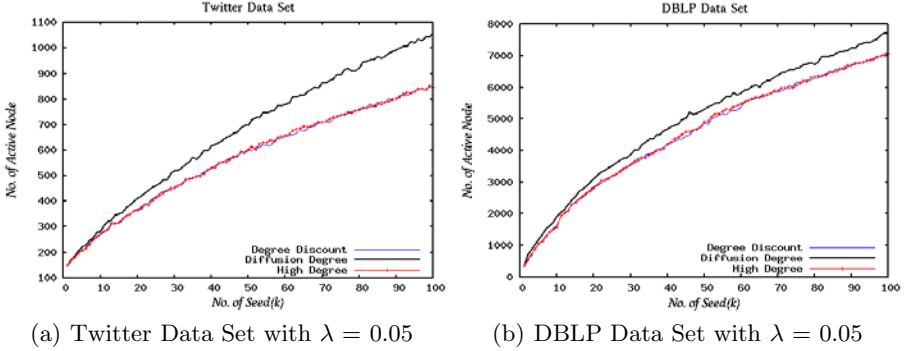 Twitter Data Set
1100
1000
900
800
700
600
500
400
300
200
100
0 10 20 30 40 50 60 70 80 90 100
No. of Active Node
No. of Seed(k)
Degree Discount
Diffusion Degree
High Degree
(a) Twitter Data Set with λ = 0.05
DBLP Data Set
8000
7000
6000
5000
4000
3000
2000
1000
0
0 10 20 30 40 50 60 70 80 90 100
No. of Active Node
No. of Seed(k)
Degree Discount
Diffusion Degree
High Degree
(b) DBLP Data Set with λ = 0.05